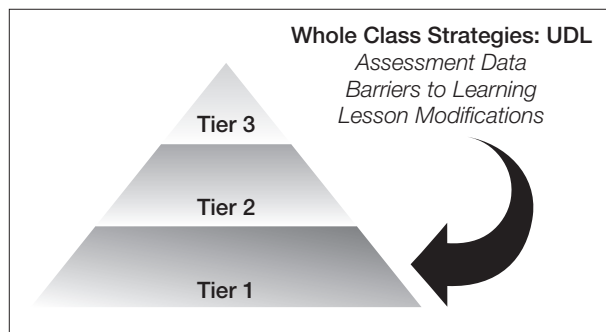 Whole Class Strategies: UDL
Assessment Data
Barriers to Learning
Lesson Modifications
Tier 3
Tier 2
Tier 1